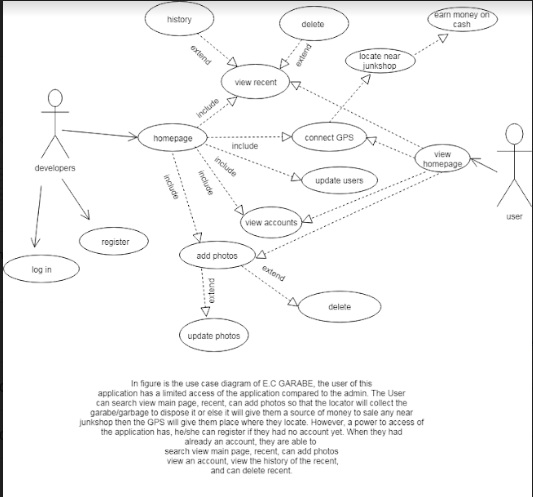 history
delete
earn money on
cash
extend
extend
locate near
junkshop
view recent
include
developers
homepage
connect GPS
include
view
homepage
include
update users
user
include
include
view accounts
register
log in
add photos
extend
extend
delete
update photos
In figure is the use case diagram of E.C GARABE, the user of this
application has a limited access of the application compared to the admin. The User
can search view main page, recent, can add photos so that the locator will collect the
garabe/garbage to dispose it or else it will give them a source of money to sale any near
junkshop then the GPS will give them place where they locate. However, a power to access of
the application has, he/she can register if they had no account yet. When they had
already an account, they are able to
search view main page, recent, can add photos
view an account, view the history of the recent,
and can delete recent.